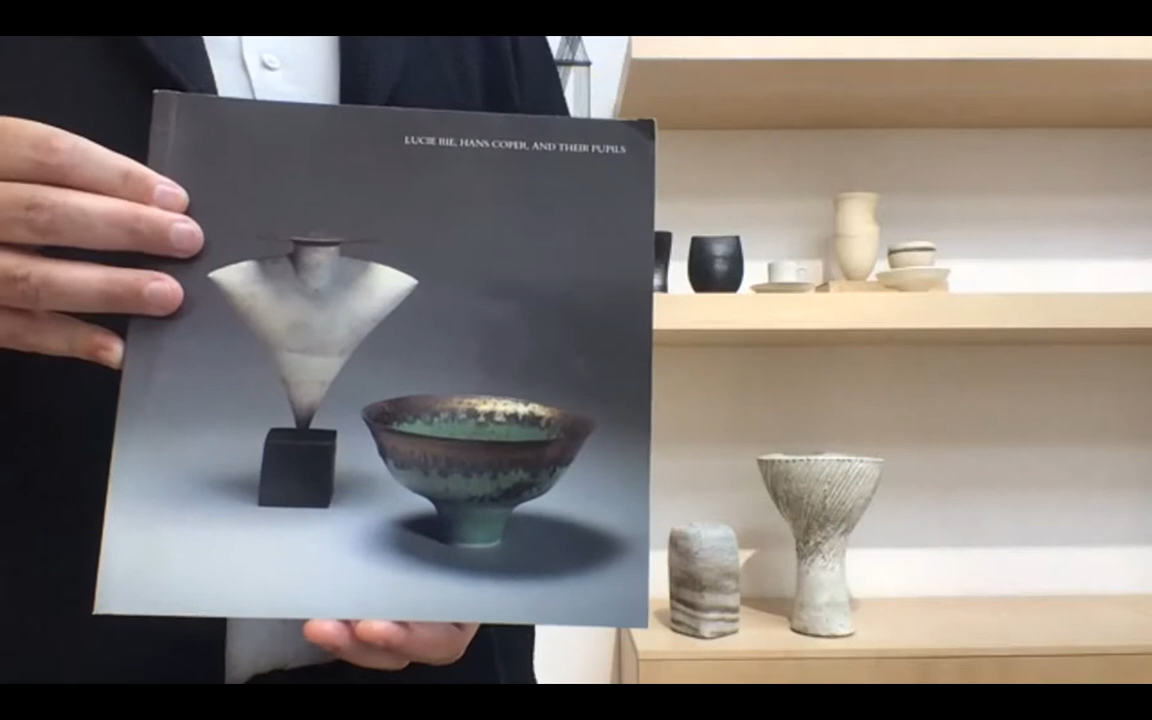 LUCIE RIE, HANS COPER, AND THEIR PUPILS